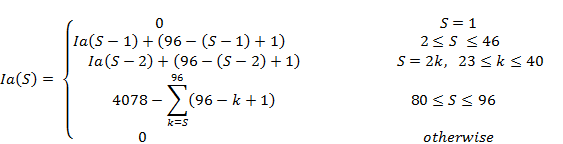 0 S = 1
Ia(S − 1) + (96 − (S − 1) + 1) 2 ≤ S ≤ 46
Ia(S − 2) + (96 − (S − 2) + 1) S = 2k, 23 ≤ k ≤ 40
Ia(S) =
96
4078 − ∑(96 − k + 1) 80 ≤ S ≤ 96
k=S
0 otherwise